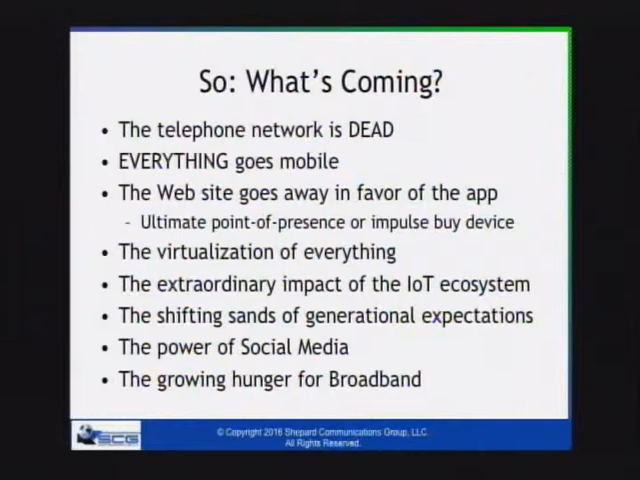 So: What's Coming?
• The telephone network is DEAD
• EVERYTHING goes mobile
• The Web site goes away in favor of the app
- Ultimate point-of-presence or impulse buy device
• The virtualization of everything
• The extraordinary impact of the IoT ecosystem
• The shifting sands of generational expectations
• The power of Social Media
• The growing hunger for Broadband
SCG
© Copyright 2016 Shepard Communications Group, LLC
All Rights Reserved.